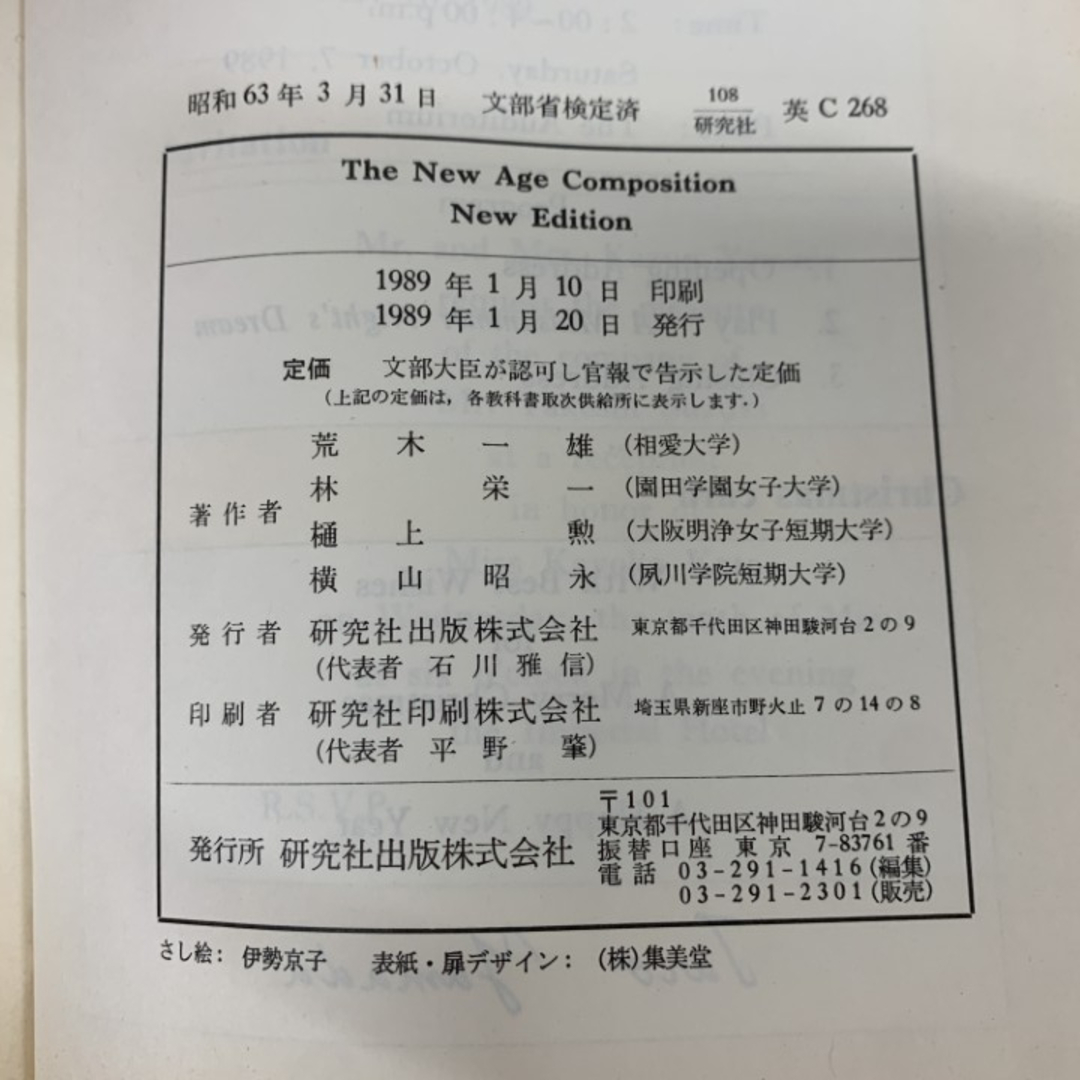 昭和63年 3月31日 文部省検定済 108 研究社 英C268
The New Age Composition
New Edition
1989年1月10日 印刷
1989年1月20日 発行
定価 文部大臣が認可し官報で告示した定価
(上記の定価は,各教科書取次供給所に表示します.)
著作者
荒木一雄 (相愛大学)
林栄一 (園田学園女子大学)
樋上勲 (大阪明浄女子短期大学)
横山昭永 (夙川学院短期大学)
発行者 研究社出版株式会社 東京都千代田区神田駿河台2の9
(代表者 石川雅信)
印刷者 研究社印刷株式会社 埼玉県新座市野火止7の14の8
(代表者 平野肇)
発行所 研究社出版株式会社
〒101
東京都千代田区神田駿河台2の9
振替口座 東京 7-83761番
電話 03-291-1416(編集)
03-291-2301(販売)
さし絵: 伊勢京子 表紙・扉デザイン: (株)集美堂